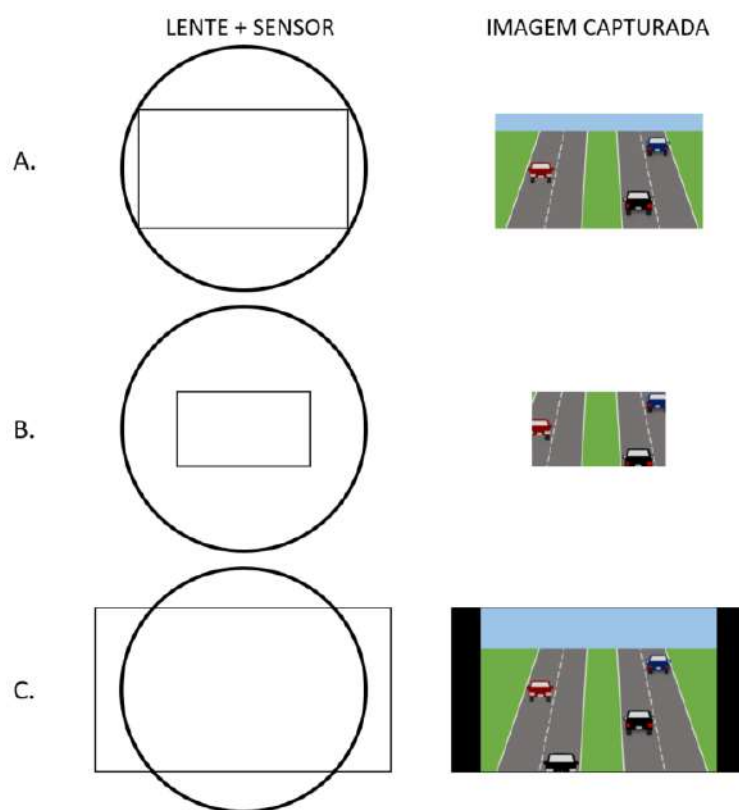 LENTE + SENSOR
IMAGEM CAPTURADA
A.
B.
C.